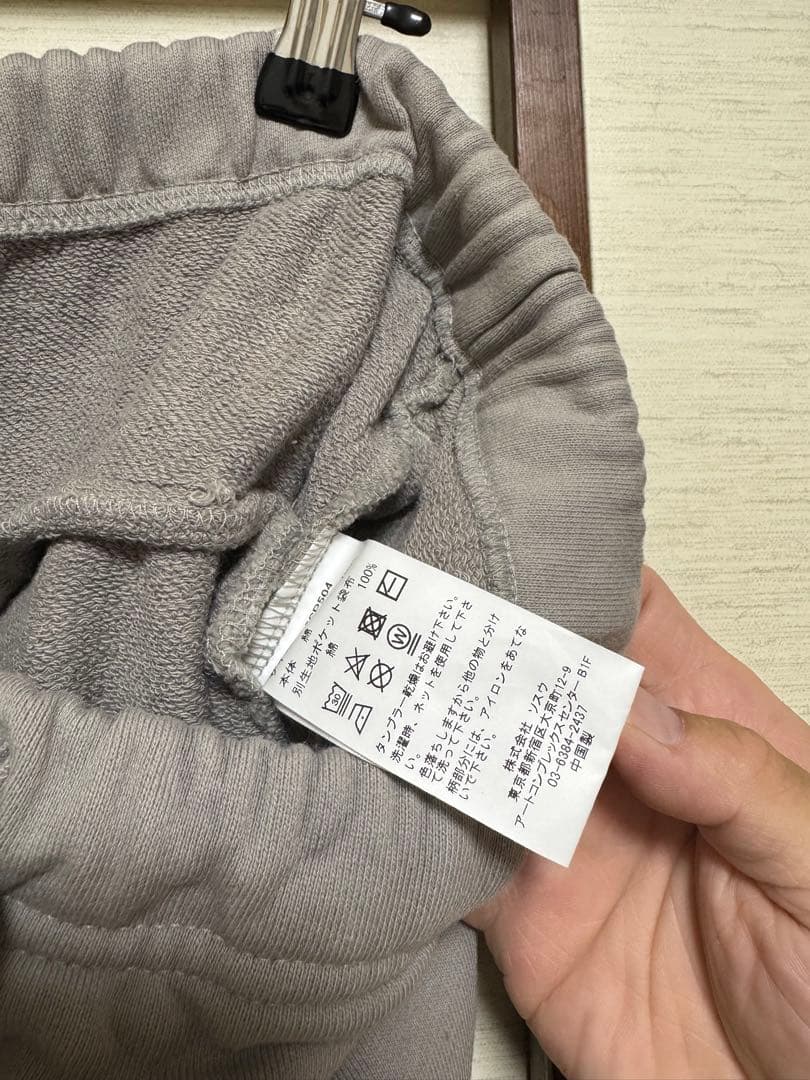 本体 綿
別生地ポケット袋布
綿 100%
30
W
タンブラー乾燥はお避け下さい。
洗濯時、ネットを使用して下さ
い。
色落ちしますから他の物と分け
て洗って下さい。
柄部分には、アイロンをあてな
いで下さい。
株式会社 ソスウ
東京都新宿区大京町12-9
アートコンプレックスセンター B1F
03-6384-2437
中国製